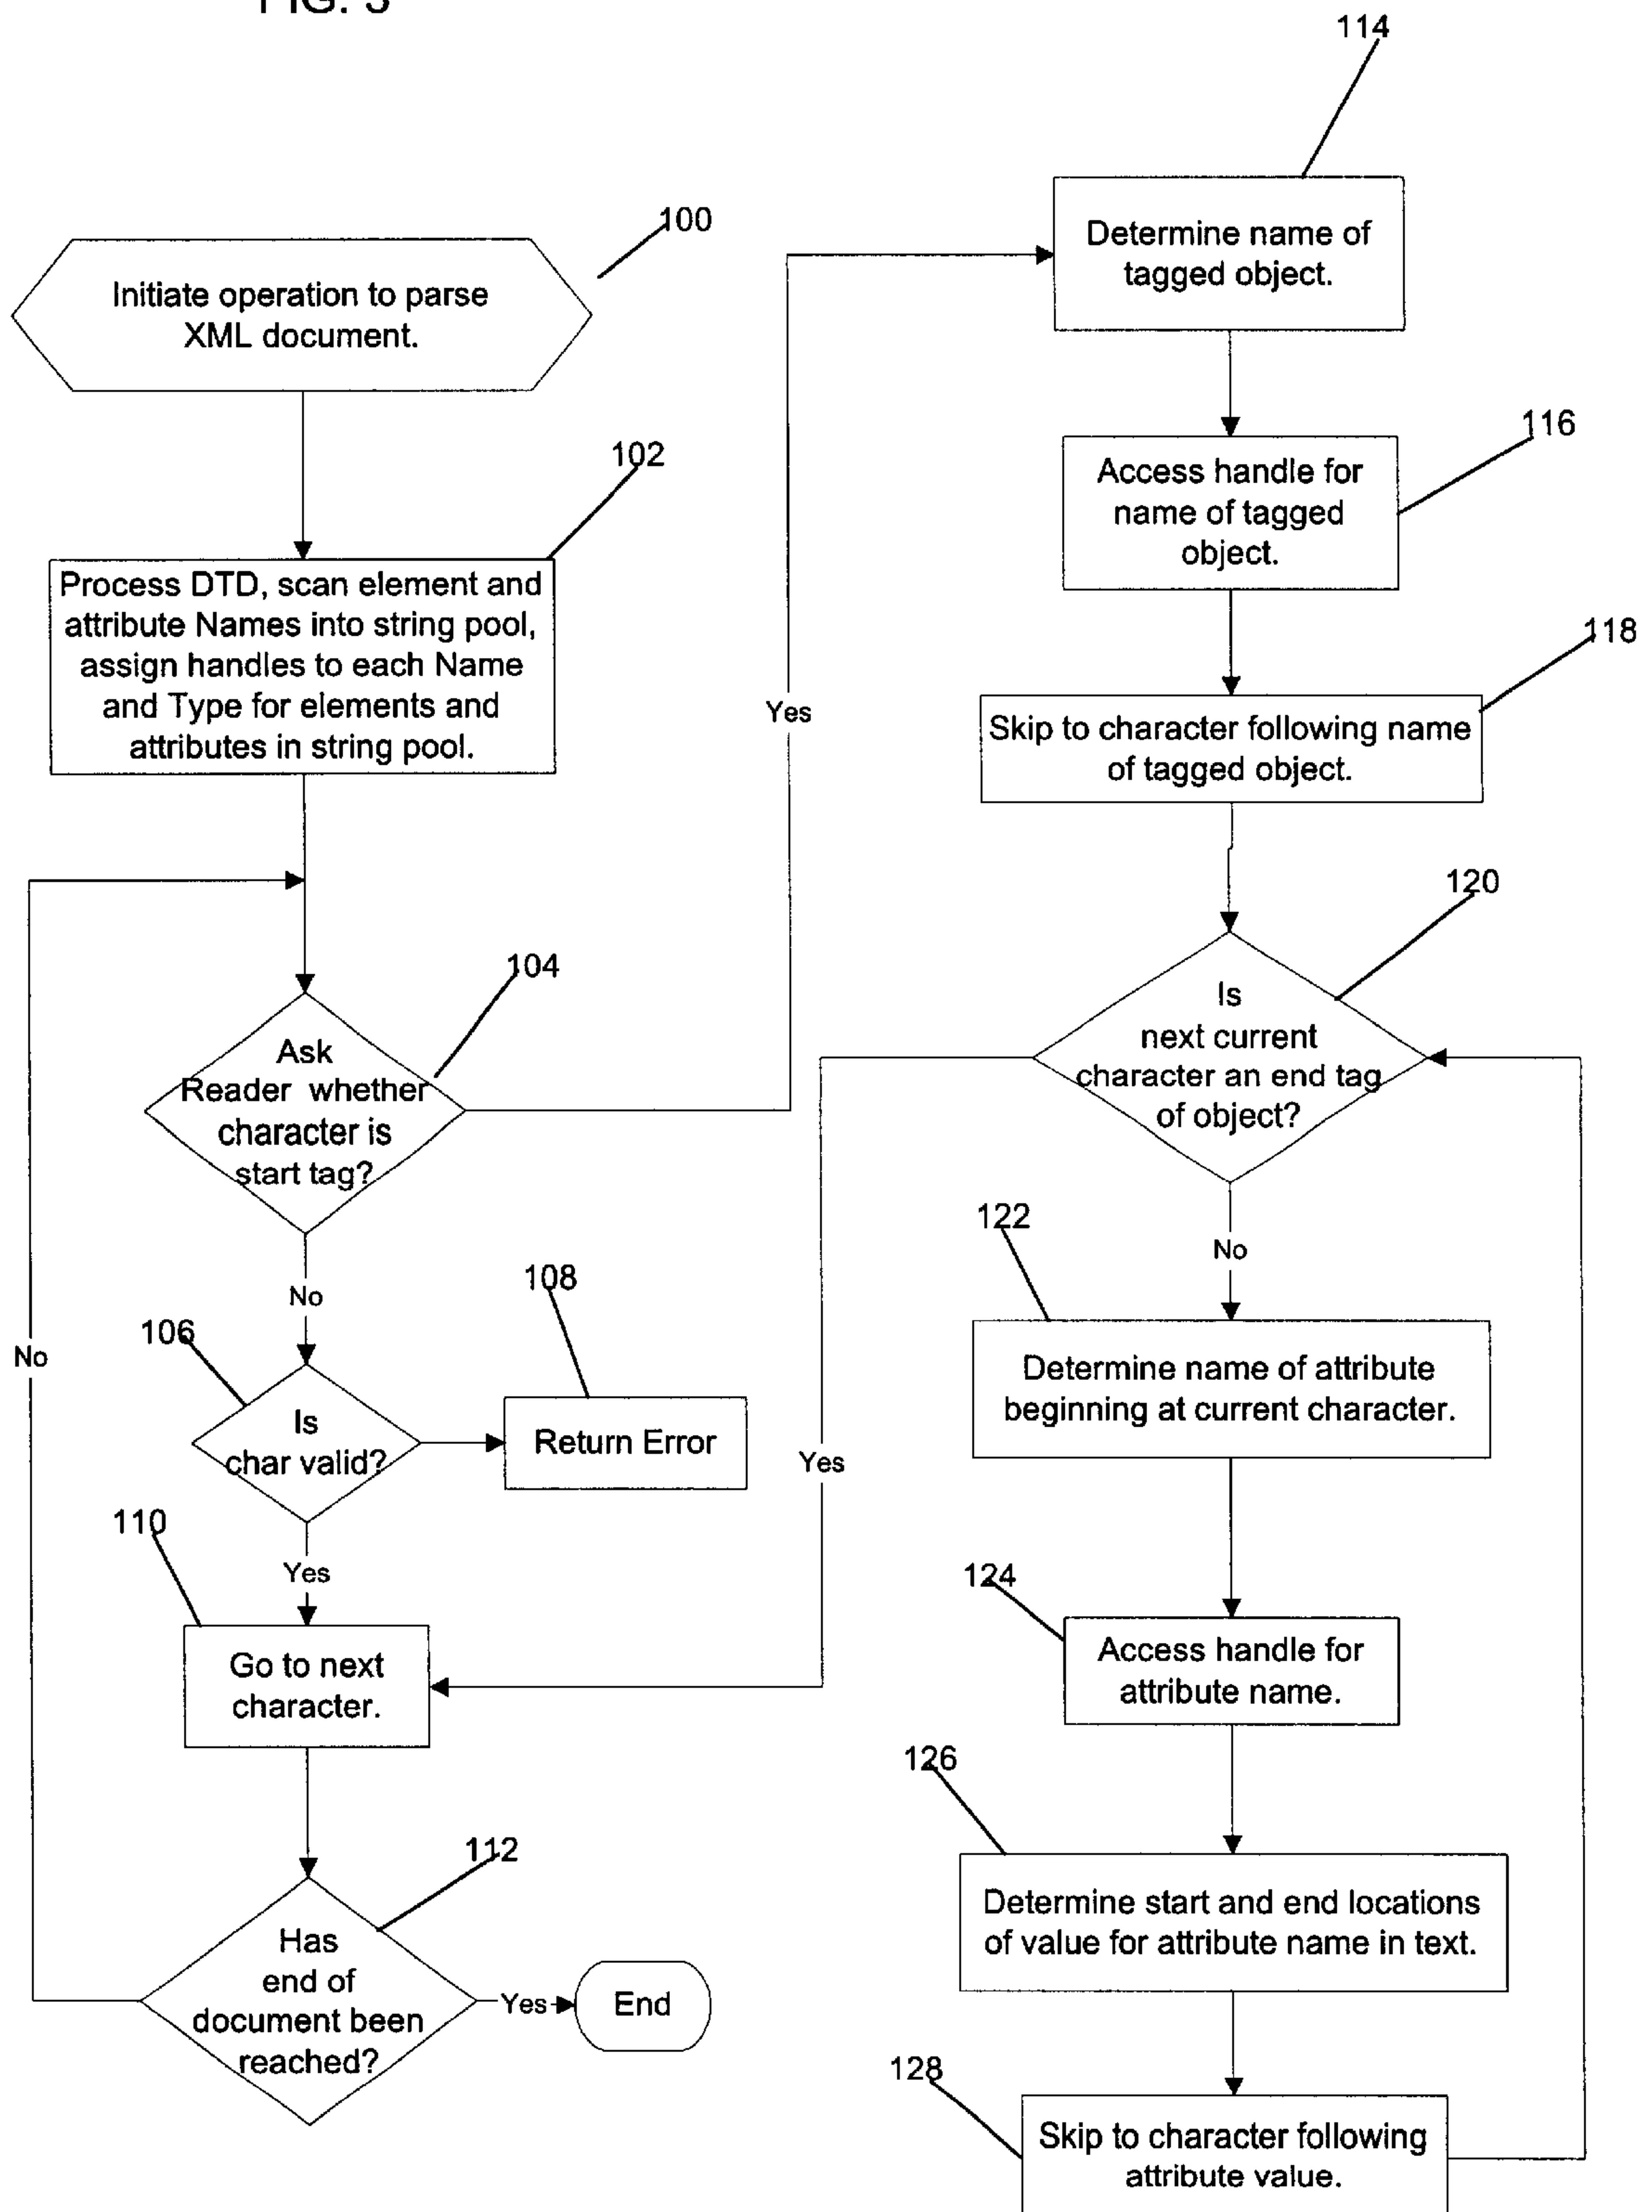 FIG. 3
100
Initiate operation to parse
XML document.
102
Process DTD, scan element and
attribute Names into string pool,
assign handles to each Name
and Type for elements and
attributes in string pool.
104
Ask
Reader whether
character is
start tag?
Yes
No
106
Is
char valid?
108
Return Error
Yes
110
Go to next
character.
112
Has
end of
document been
reached?
No
Yes
End
114
Determine name of
tagged object.
116
Access handle for
name of tagged
object.
118
Skip to character following name
of tagged object.
120
Is
next current
character an end tag
of object?
Yes
No
122
Determine name of attribute
beginning at current character.
124
Access handle for
attribute name.
126
Determine start and end locations
of value for attribute name in text.
128
Skip to character following
attribute value.